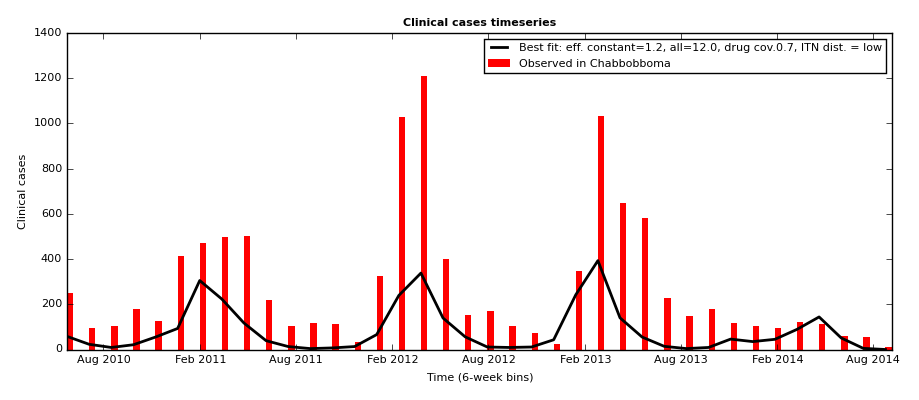 Clinical cases timeseries
Best fit: eff. constant=1.2, all=12.0, drug cov.0.7, ITN dist. = low
Observed in Chabbobboma
Clinical cases
1400
1200
1000
800
600
400
200
0
Aug 2010 Feb 2011 Aug 2011 Feb 2012 Aug 2012 Feb 2013 Aug 2013 Feb 2014 Aug 2014
Time (6-week bins)